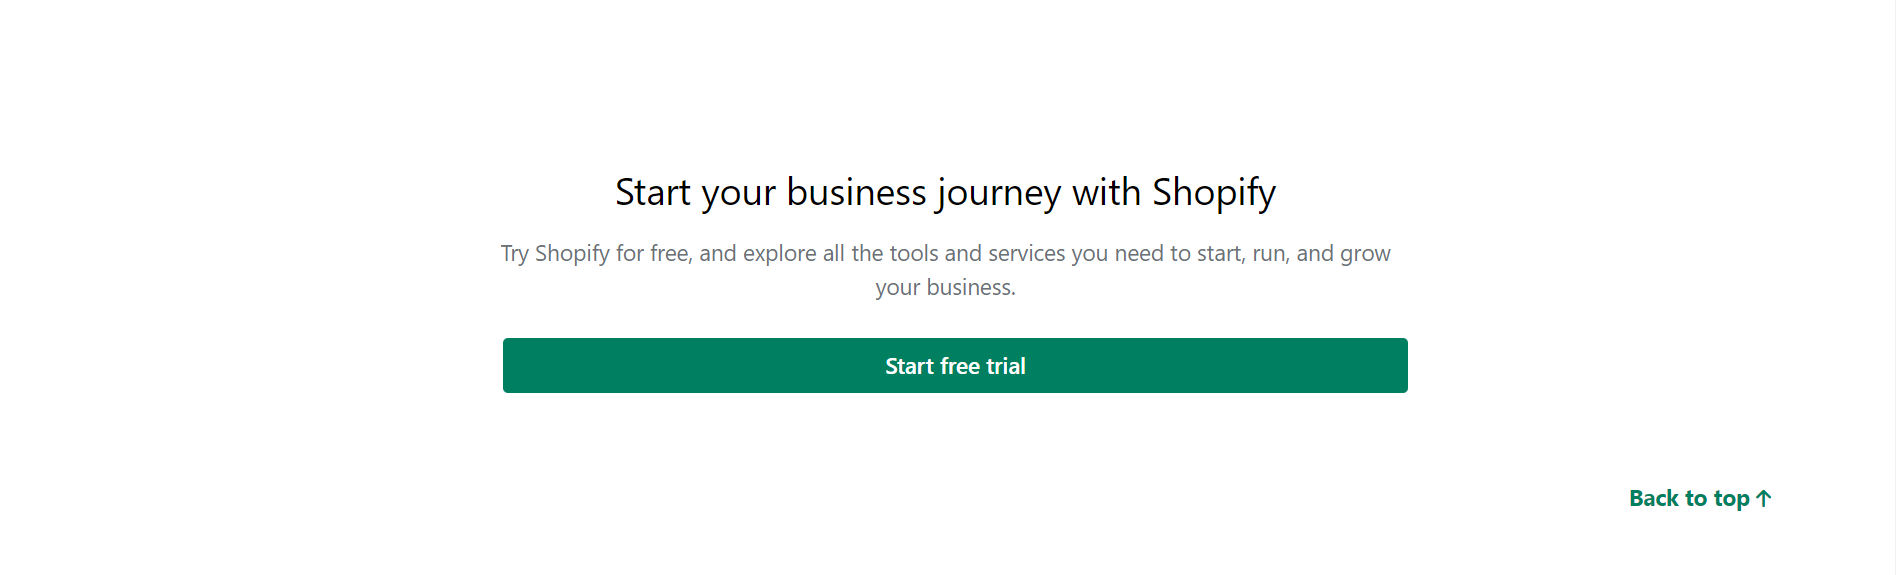 Start your business journey with Shopify
Try Shopify for free, and explore all the tools and services you need to start, run, and grow
your business.
Start free trial
Back to top ↑